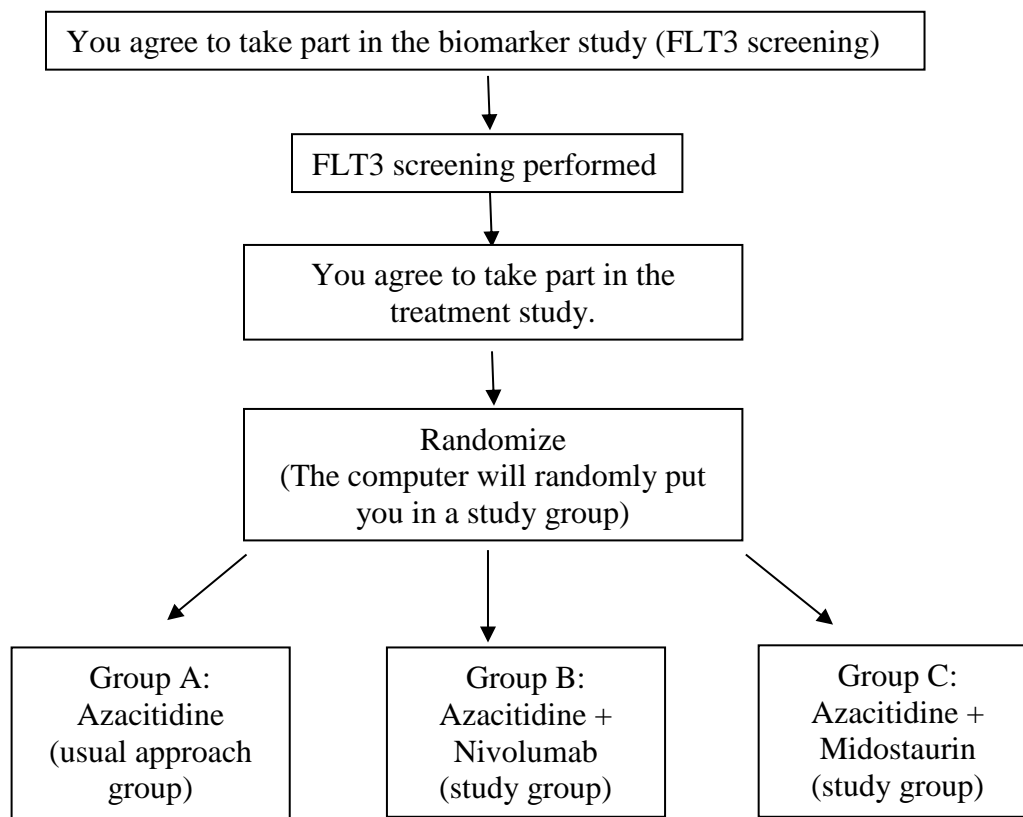 You agree to take part in the biomarker study (FLT3 screening)
FLT3 screening performed
You agree to take part in the
treatment study.
Randomize
(The computer will randomly put
you in a study group)
Group A:
Azacitidine
(usual approach
group)
Group B:
Azacitidine +
Nivolumab
(study group)
Group C:
Azacitidine +
Midostaurin
(study group)